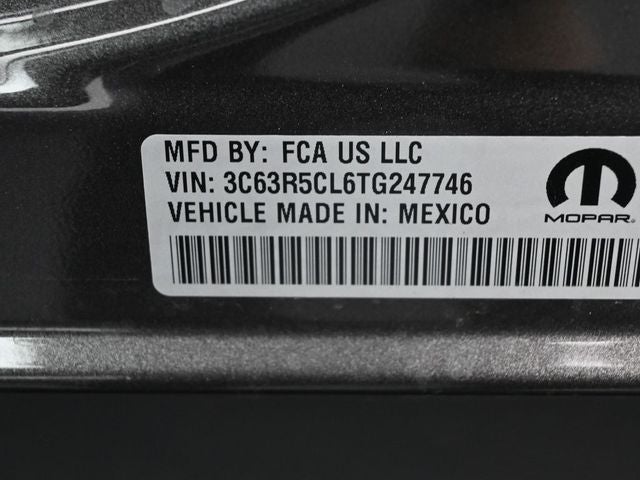 MFD BY: FCA US LLC
VIN: 3C63R5CL6TG247746
VEHICLE MADE IN: MEXICO
MOPAR